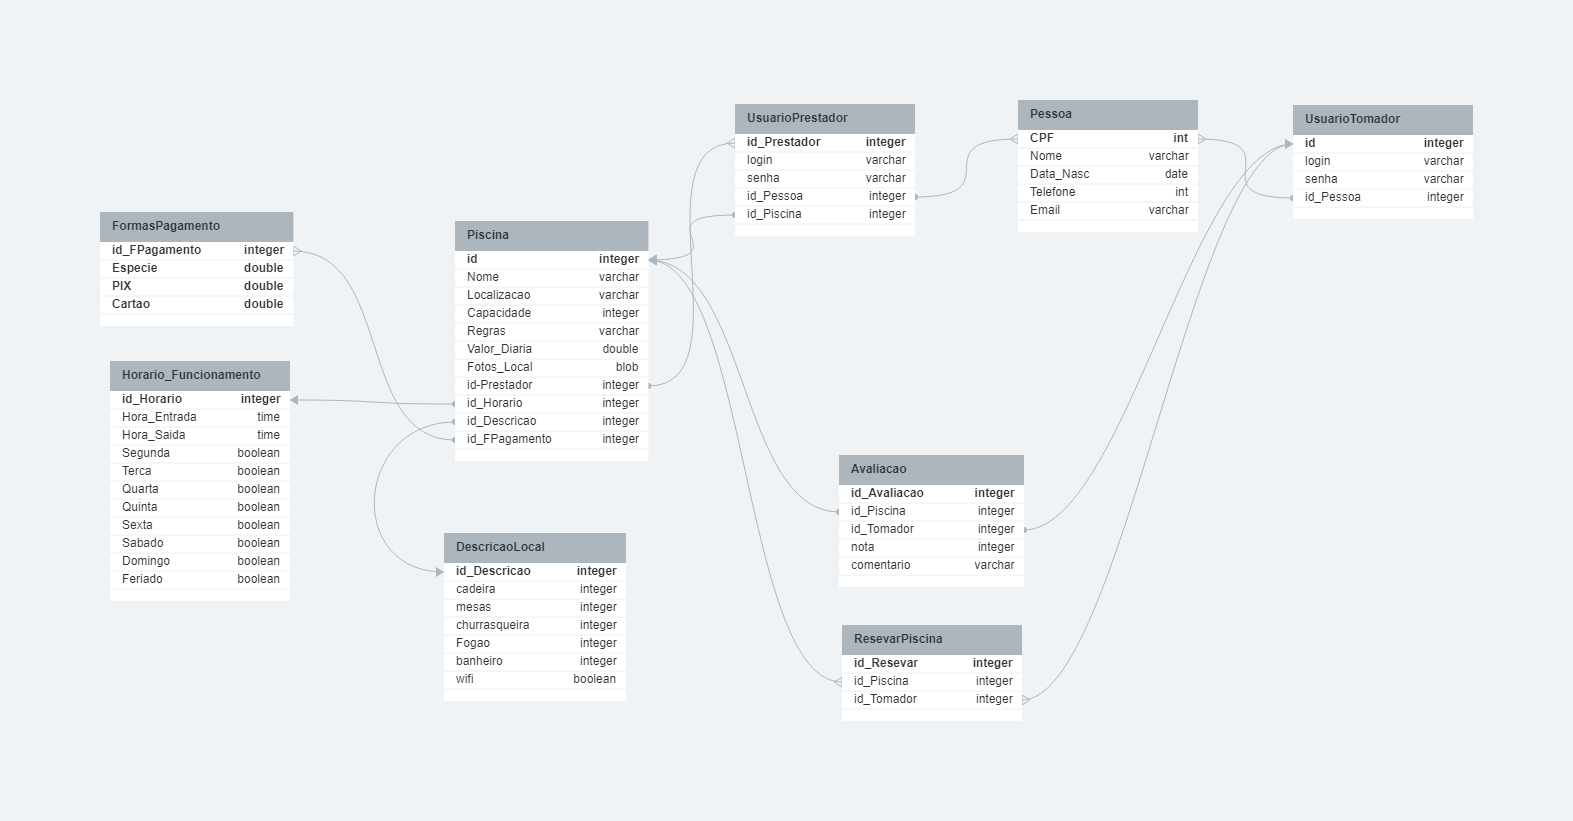 FormasPagamento
id_FPagamento integer
Especie double
PIX double
Cartao double
Horario_Funcionamento
id_Horario integer
Hora_Entrada time
Hora_Saida time
Segunda boolean
Terca boolean
Quarta boolean
Quinta boolean
Sexta boolean
Sabado boolean
Domingo boolean
Feriado boolean
Piscina
id integer
Nome varchar
Localizacao varchar
Capacidade integer
Regras varchar
Valor_Diaria double
Fotos_Local blob
id-Prestador integer
id_Horario integer
id_Descricao integer
id_FPagamento integer
DescricaoLocal
id_Descricao integer
cadeira integer
mesas integer
churrasqueira integer
Fogao integer
banheiro integer
wifi boolean
UsuarioPrestador
id_Prestador integer
login varchar
senha varchar
id_Pessoa integer
id_Piscina integer
Pessoa
CPF int
Nome varchar
Data_Nasc date
Telefone int
Email varchar
UsuarioTomador
id integer
login varchar
senha varchar
id_Pessoa integer
Avaliacao
id_Avaliacao integer
id_Piscina integer
id_Tomador integer
nota integer
comentario varchar
ResevarPiscina
id_Resevar integer
id_Piscina integer
id_Tomador integer